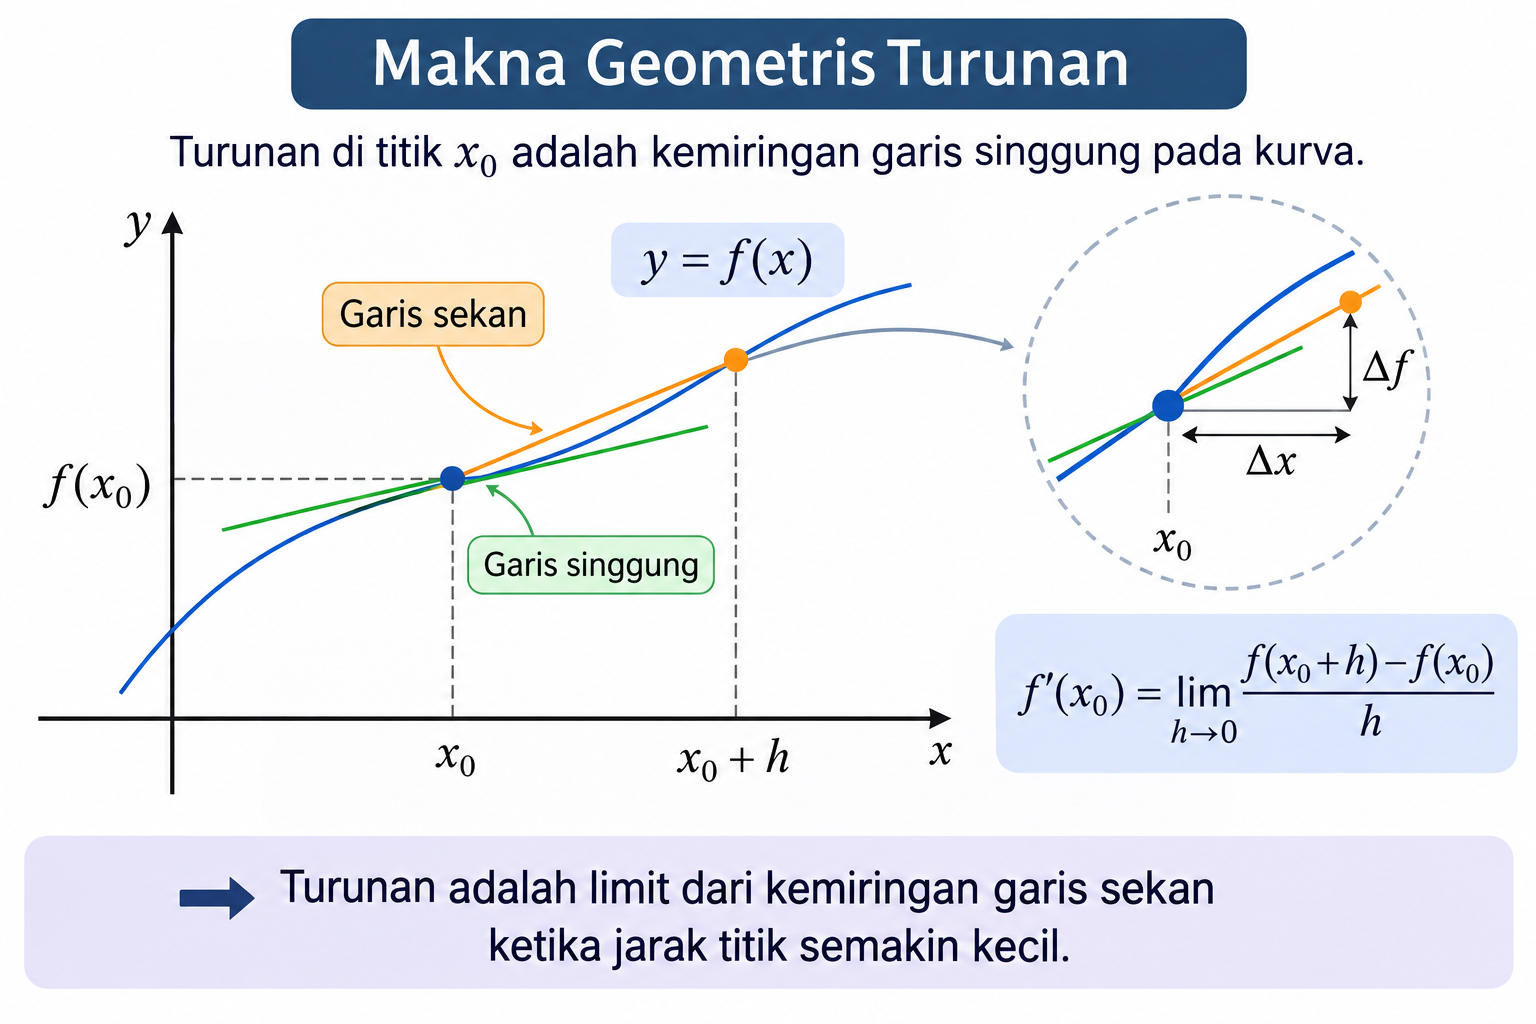 Makna Geometris Turunan
Turunan di titik x₀ adalah kemiringan garis singgung pada kurva.
y
y = f(x)
Garis sekan
Δf
Δx
x₀
f(x₀)
Garis singgung
x₀
x₀ + h
x
f′(x₀) = lim h→0 f(x₀+h)−f(x₀) / h
Turunan adalah limit dari kemiringan garis sekan
ketika jarak titik semakin kecil.